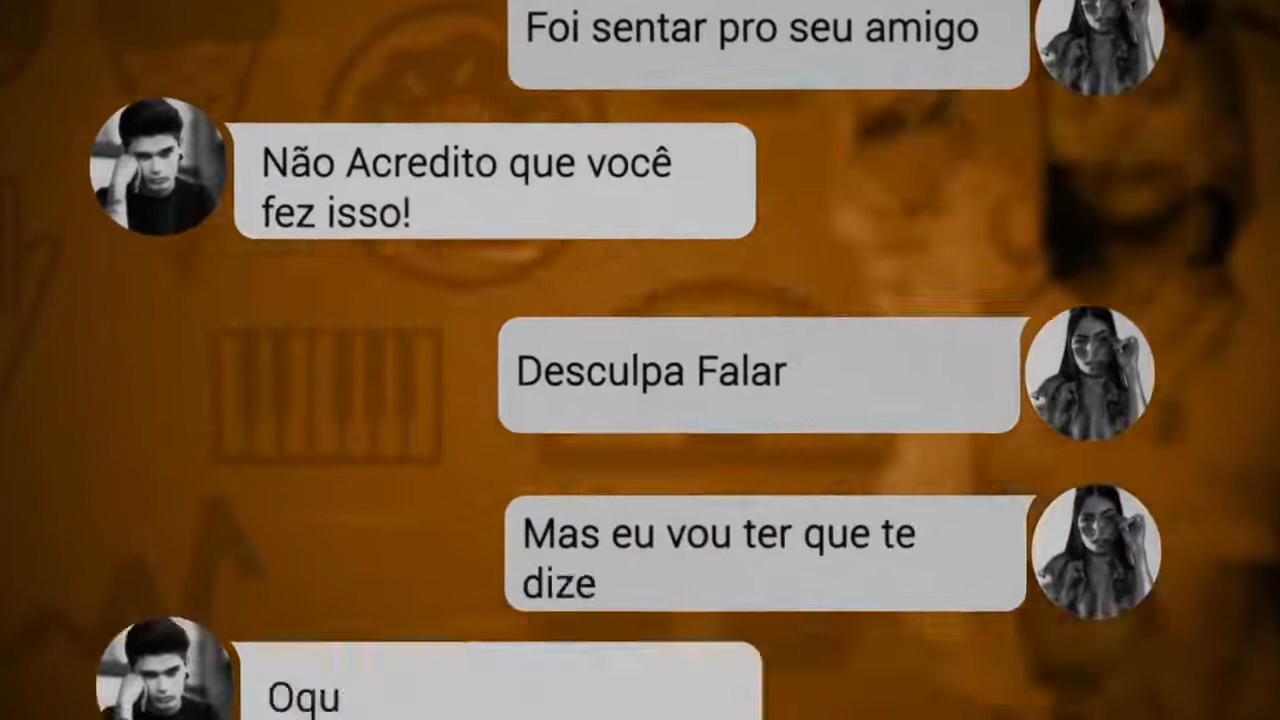 Foi sentar pro seu amigo
Não Acredito que você
fez isso!
Desculpa Falar
Mas eu vou ter que te
dize
Oqu